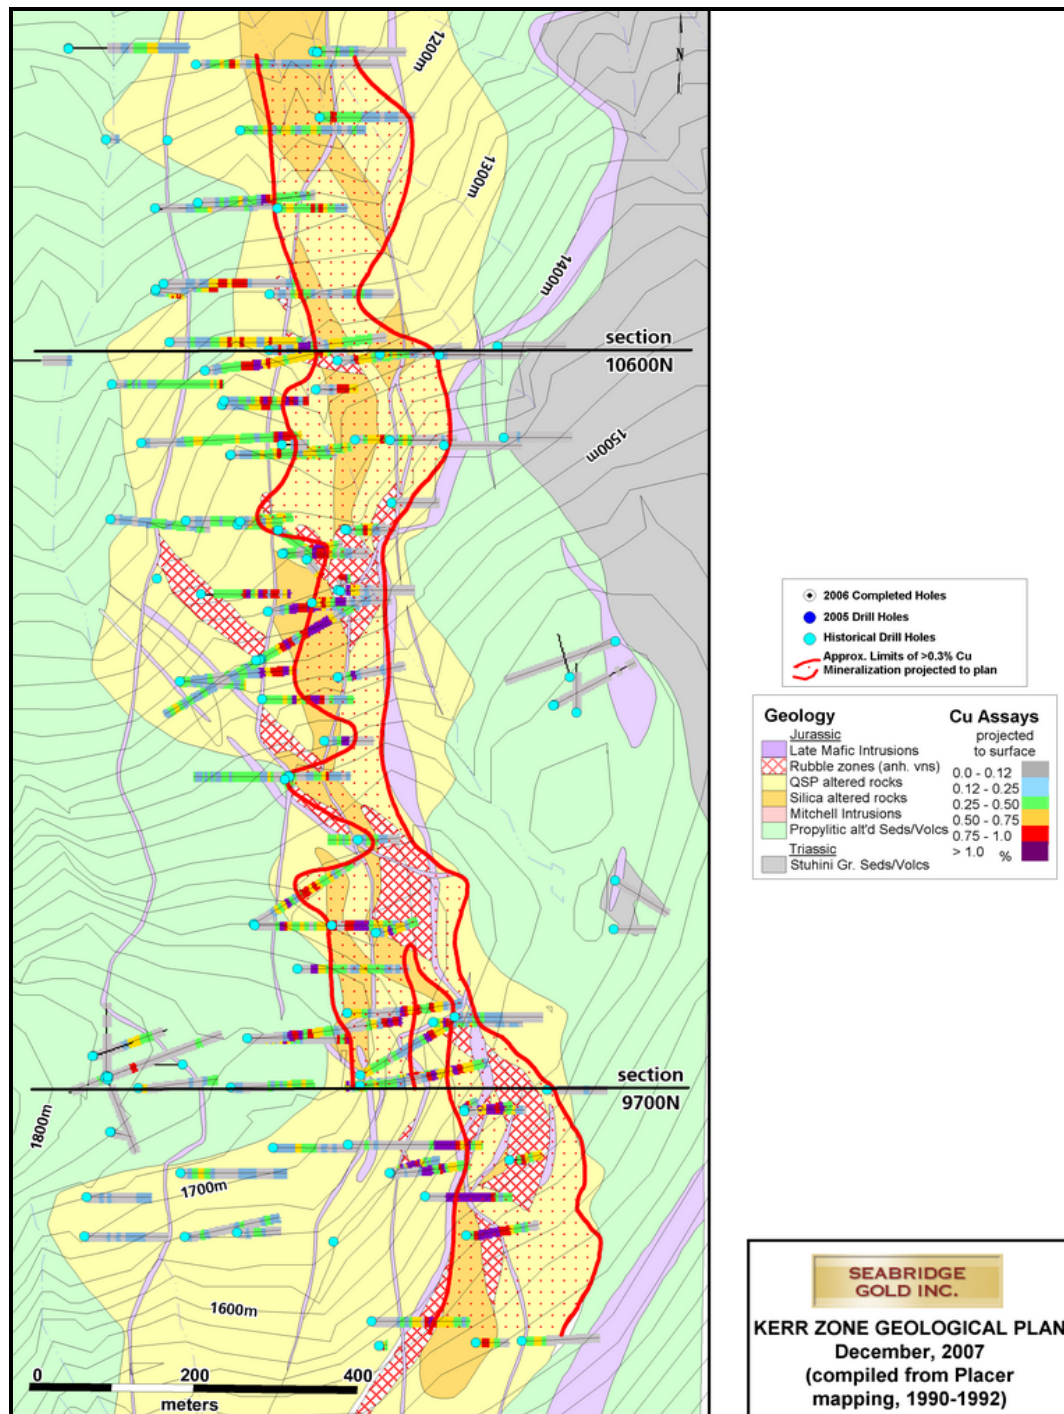 1200m
N
1300m
1400m
section
10600N
1500m
2006 Completed Holes
2005 Drill Holes
Historical Drill Holes
Approx. Limits of >0.3% Cu
Mineralization projected to plan
Geology
Jurassic
Late Mafic Intrusions
Rubble zones (anh. vns)
QSP altered rocks
Silica altered rocks
Mitchell Intrusions
Propylitic alt'd Seds/Volcs
Triassic
Stuhini Gr. Seds/Volcs
Cu Assays
projected
to surface
0.0 - 0.12
0.12 - 0.25
0.25 - 0.50
0.50 - 0.75
0.75 - 1.0
> 1.0 %
section
9700N
1800m
1700m
1600m
0 200 400
meters
SEABRIDGE
GOLD INC.
KERR ZONE GEOLOGICAL PLAN
December, 2007
(compiled from Placer
mapping, 1990-1992)